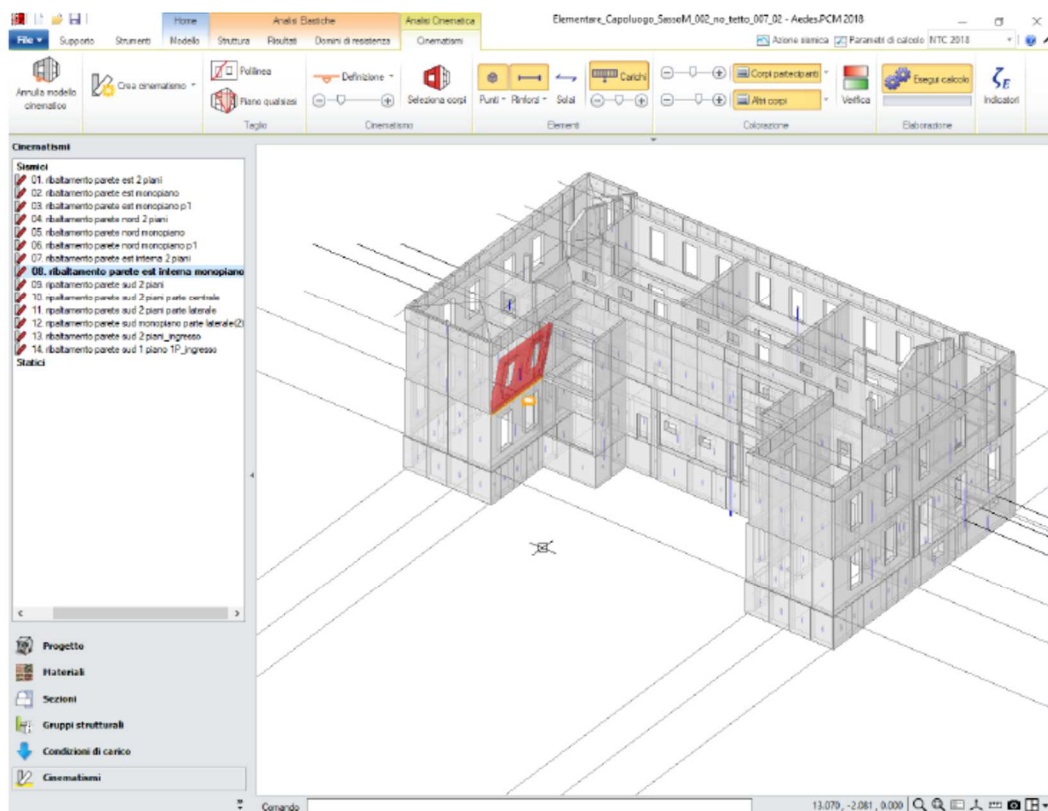 Home
Analisi Elastiche
Analisi Cinematica
Elementare_Capoluogo_SassoM_002_no_tetto_007_02 - Aedes.PCM 2018
File
Supporto
Strumenti
Modello
Struttura
Risultati
Domini di resistenza
Cinematismi
Azione sismica
Parametri di calcolo
NTC 2018
Annulla modello
cinematico
Crea cinematismo
Polilinea
Piano qualsiasi
Taglio
Definizione
Cinematismo
Seleziona corpi
Punti
Rinforzi
Solai
Carichi
Elementi
Corpi partecipanti
Altri corpi
Colorazione
Verifica
Esegui calcolo
Elaborazione
ζE
Indicatori
Cinematismi
Sismici
01. ribaltamento parete est 2 piani
02. ribaltamento parete est monopiano
03. ribaltamento parete est monopiano p1
04. ribaltamento parete nord 2 piani
05. ribaltamento parete nord monopiano
06. ribaltamento parete nord monopiano p1
07. ribaltamento parete est interna 2 piani
08. ribaltamento parete est interna monopiano
09. ripaltamento parete sud 2 piani
10. ripaltamento parete sud 2 piani parte centrale
11. ripaltamento parete sud 2 piani parte laterale
12. ripaltamento parete sud monopiano parte laterale(2)
13. ripaltamento parete sud 2 piani_ingresso
14. ribaltamento parete sud 1 piano 1P_ingresso
Statici
Progetto
Materiali
Sezioni
Gruppi strutturali
Condizioni di carico
Cinematismi
Comando
13.070, -2.081, 0.000